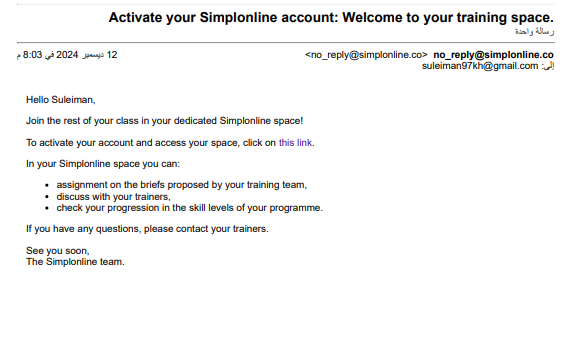 Activate your Simplonline account: Welcome to your training space.
رسالة واحدة
no_reply@simplonline.co <no_reply@simplonline.co>
12 ديسمبر 2024 في 8:03 م
إلى: suleiman97kh@gmail.com
Hello Suleiman,
Join the rest of your class in your dedicated Simplonline space!
To activate your account and access your space, click on this link.
In your Simplonline space you can:
• assignment on the briefs proposed by your training team,
• discuss with your trainers,
• check your progression in the skill levels of your programme.
If you have any questions, please contact your trainers.
See you soon,
The Simplonline team.